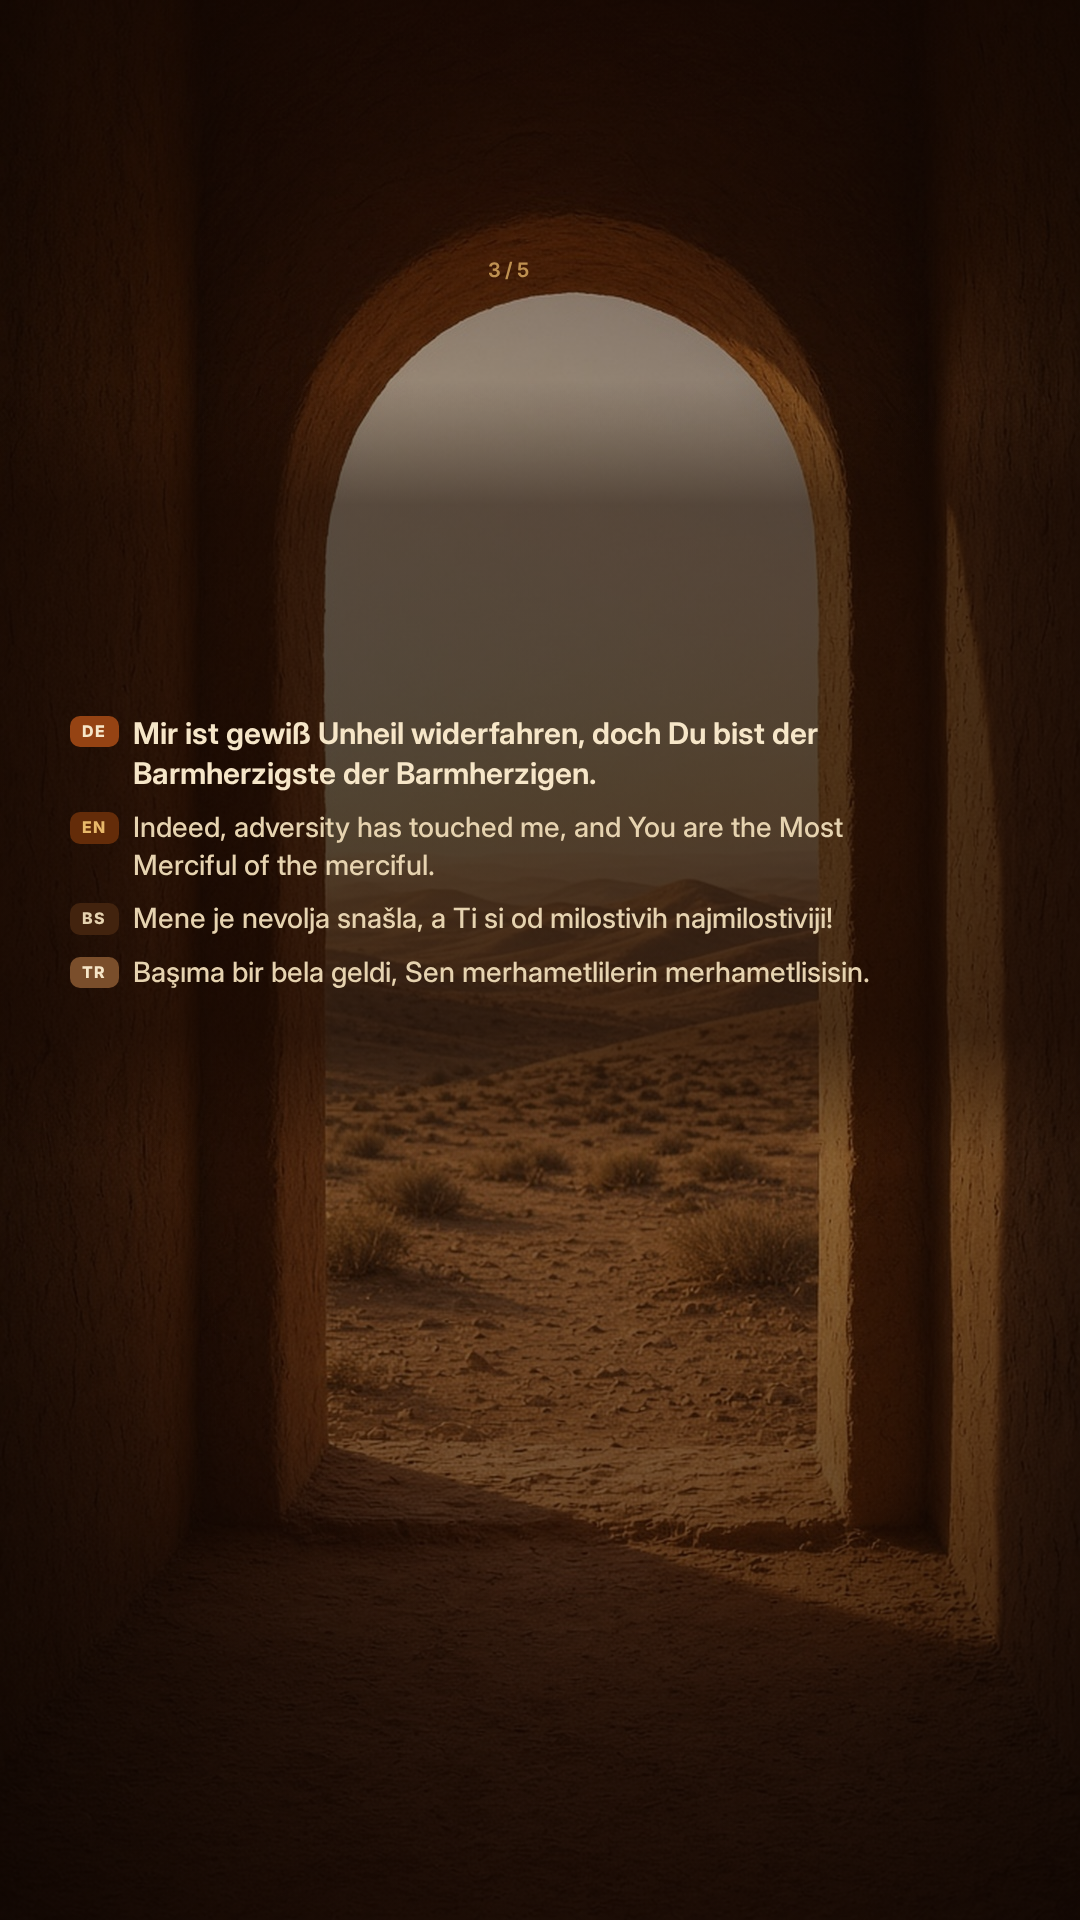 3 / 5
DE Mir ist gewiß Unheil widerfahren, doch Du bist der
Barmherzigste der Barmherzigen.
EN Indeed, adversity has touched me, and You are the Most
Merciful of the merciful.
BS Mene je nevolja snašla, a Ti si od milostivih najmilostiviji!
TR Başıma bir bela geldi, Sen merhametlilerin merhametlisisin.